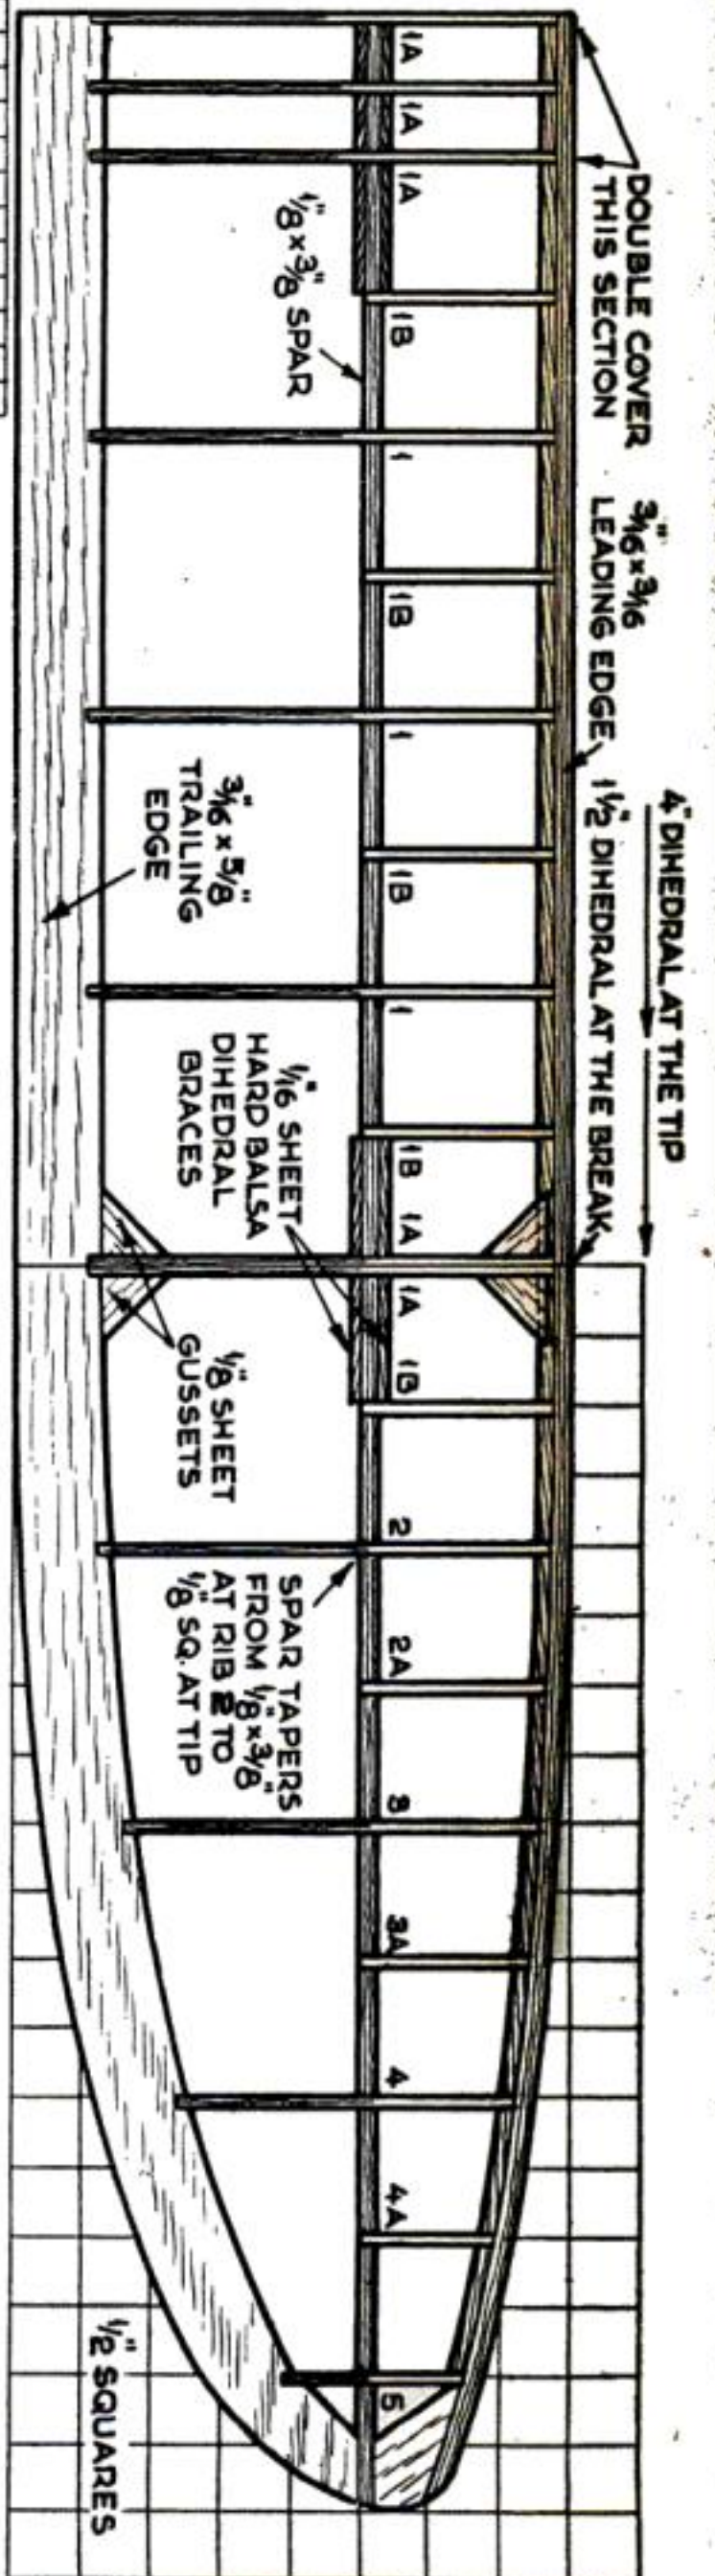 DOUBLE COVER
THIS SECTION
3/16" x 3/16
LEADING EDGE
4" DIHEDRAL AT THE TIP
1 1/2" DIHEDRAL AT THE BREAK
1A
1A
1A
1B
1
1B
1
1B
1
1B
1A
1A
1B
2
2A
3
3A
4
4A
5
1/8" x 3/8" SPAR
3/16" x 5/8"
TRAILING
EDGE
1/16" SHEET
HARD BALSA
DIHEDRAL
BRACES
1/8" SHEET
GUSSETS
SPAR TAPERS
FROM 1/8" x 3/8"
AT RIB 2 TO
1/8" SQ. AT TIP
1/2" SQUARES